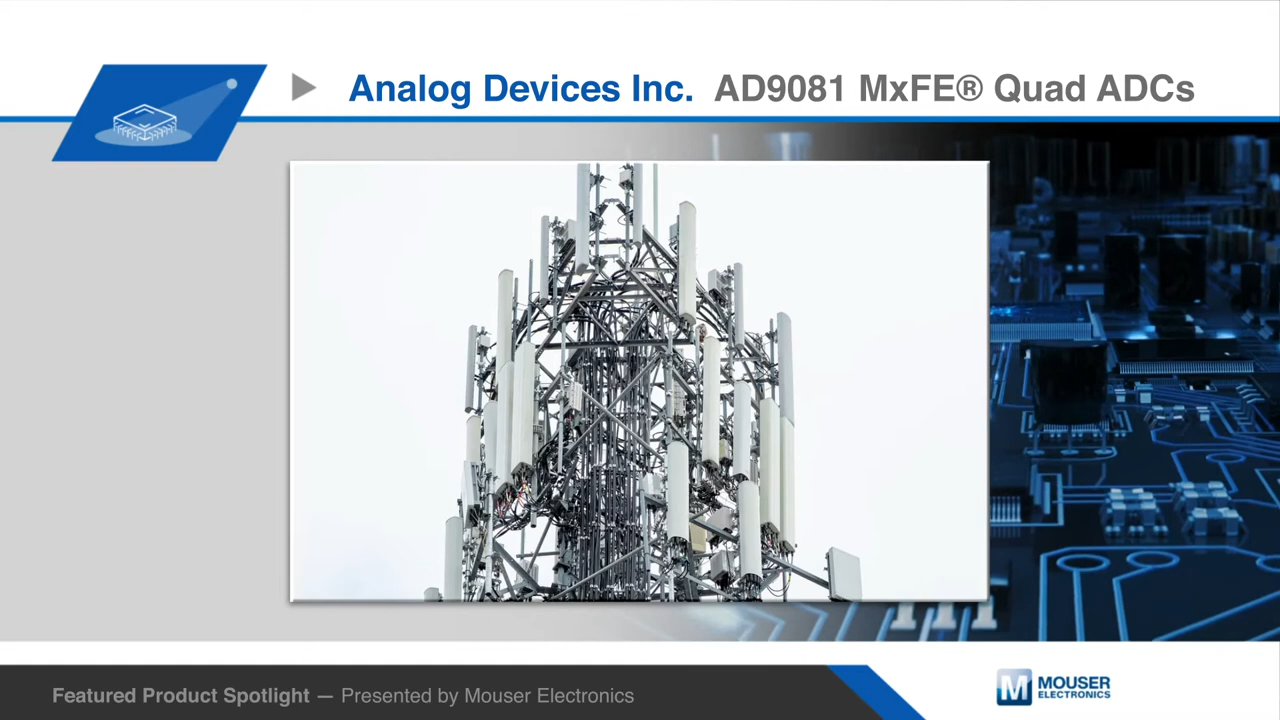 Analog Devices Inc. AD9081 MxFE® Quad ADCs
Featured Product Spotlight — Presented by Mouser Electronics
M MOUSER
ELECTRONICS